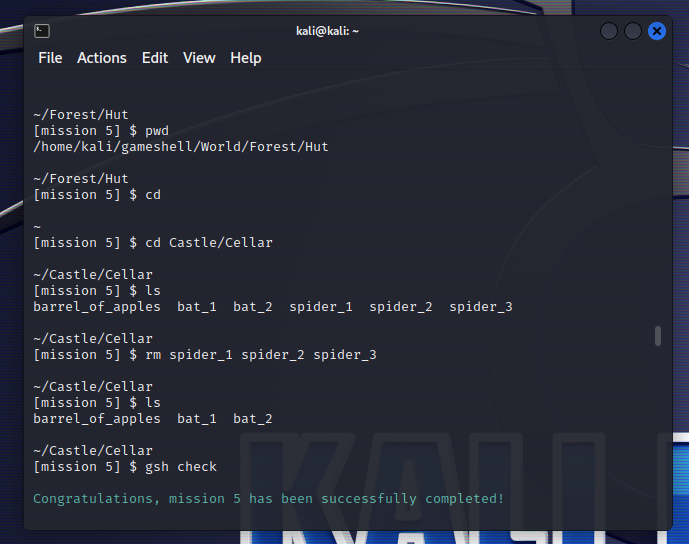 kali@kali: ~
File Actions Edit View Help
~/Forest/Hut
[mission 5] $ pwd
/home/kali/gameshell/World/Forest/Hut
~/Forest/Hut
[mission 5] $ cd
~
[mission 5] $ cd Castle/Cellar
~/Castle/Cellar
[mission 5] $ ls
barrel_of_apples  bat_1  bat_2  spider_1  spider_2  spider_3
~/Castle/Cellar
[mission 5] $ rm spider_1 spider_2 spider_3
~/Castle/Cellar
[mission 5] $ ls
barrel_of_apples  bat_1  bat_2
~/Castle/Cellar
[mission 5] $ gsh check
Congratulations, mission 5 has been successfully completed!
KALI